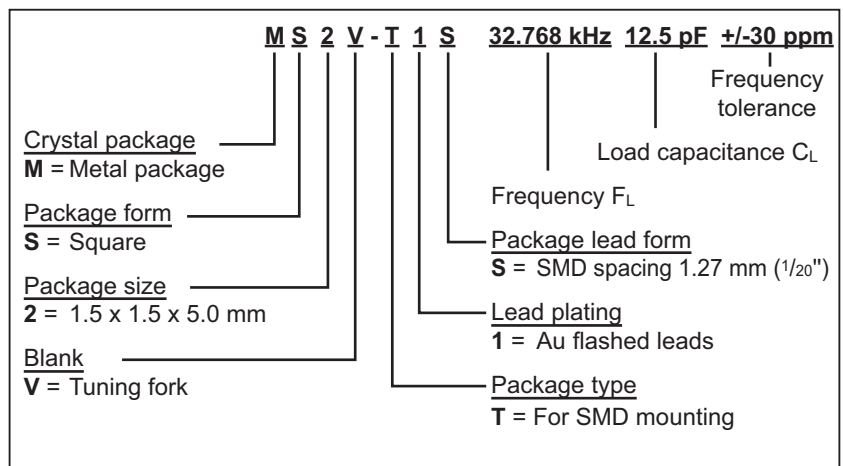 M S 2 V - T 1 S 32.768 kHz 12.5 pF +/-30 ppm
Frequency
tolerance
Load capacitance CL
Frequency FL
Crystal package
M = Metal package
Package form
S = Square
Package size
2 = 1.5 x 1.5 x 5.0 mm
Blank
V = Tuning fork
Package lead form
S = SMD spacing 1.27 mm (1/20")
Lead plating
1 = Au flashed leads
Package type
T = For SMD mounting